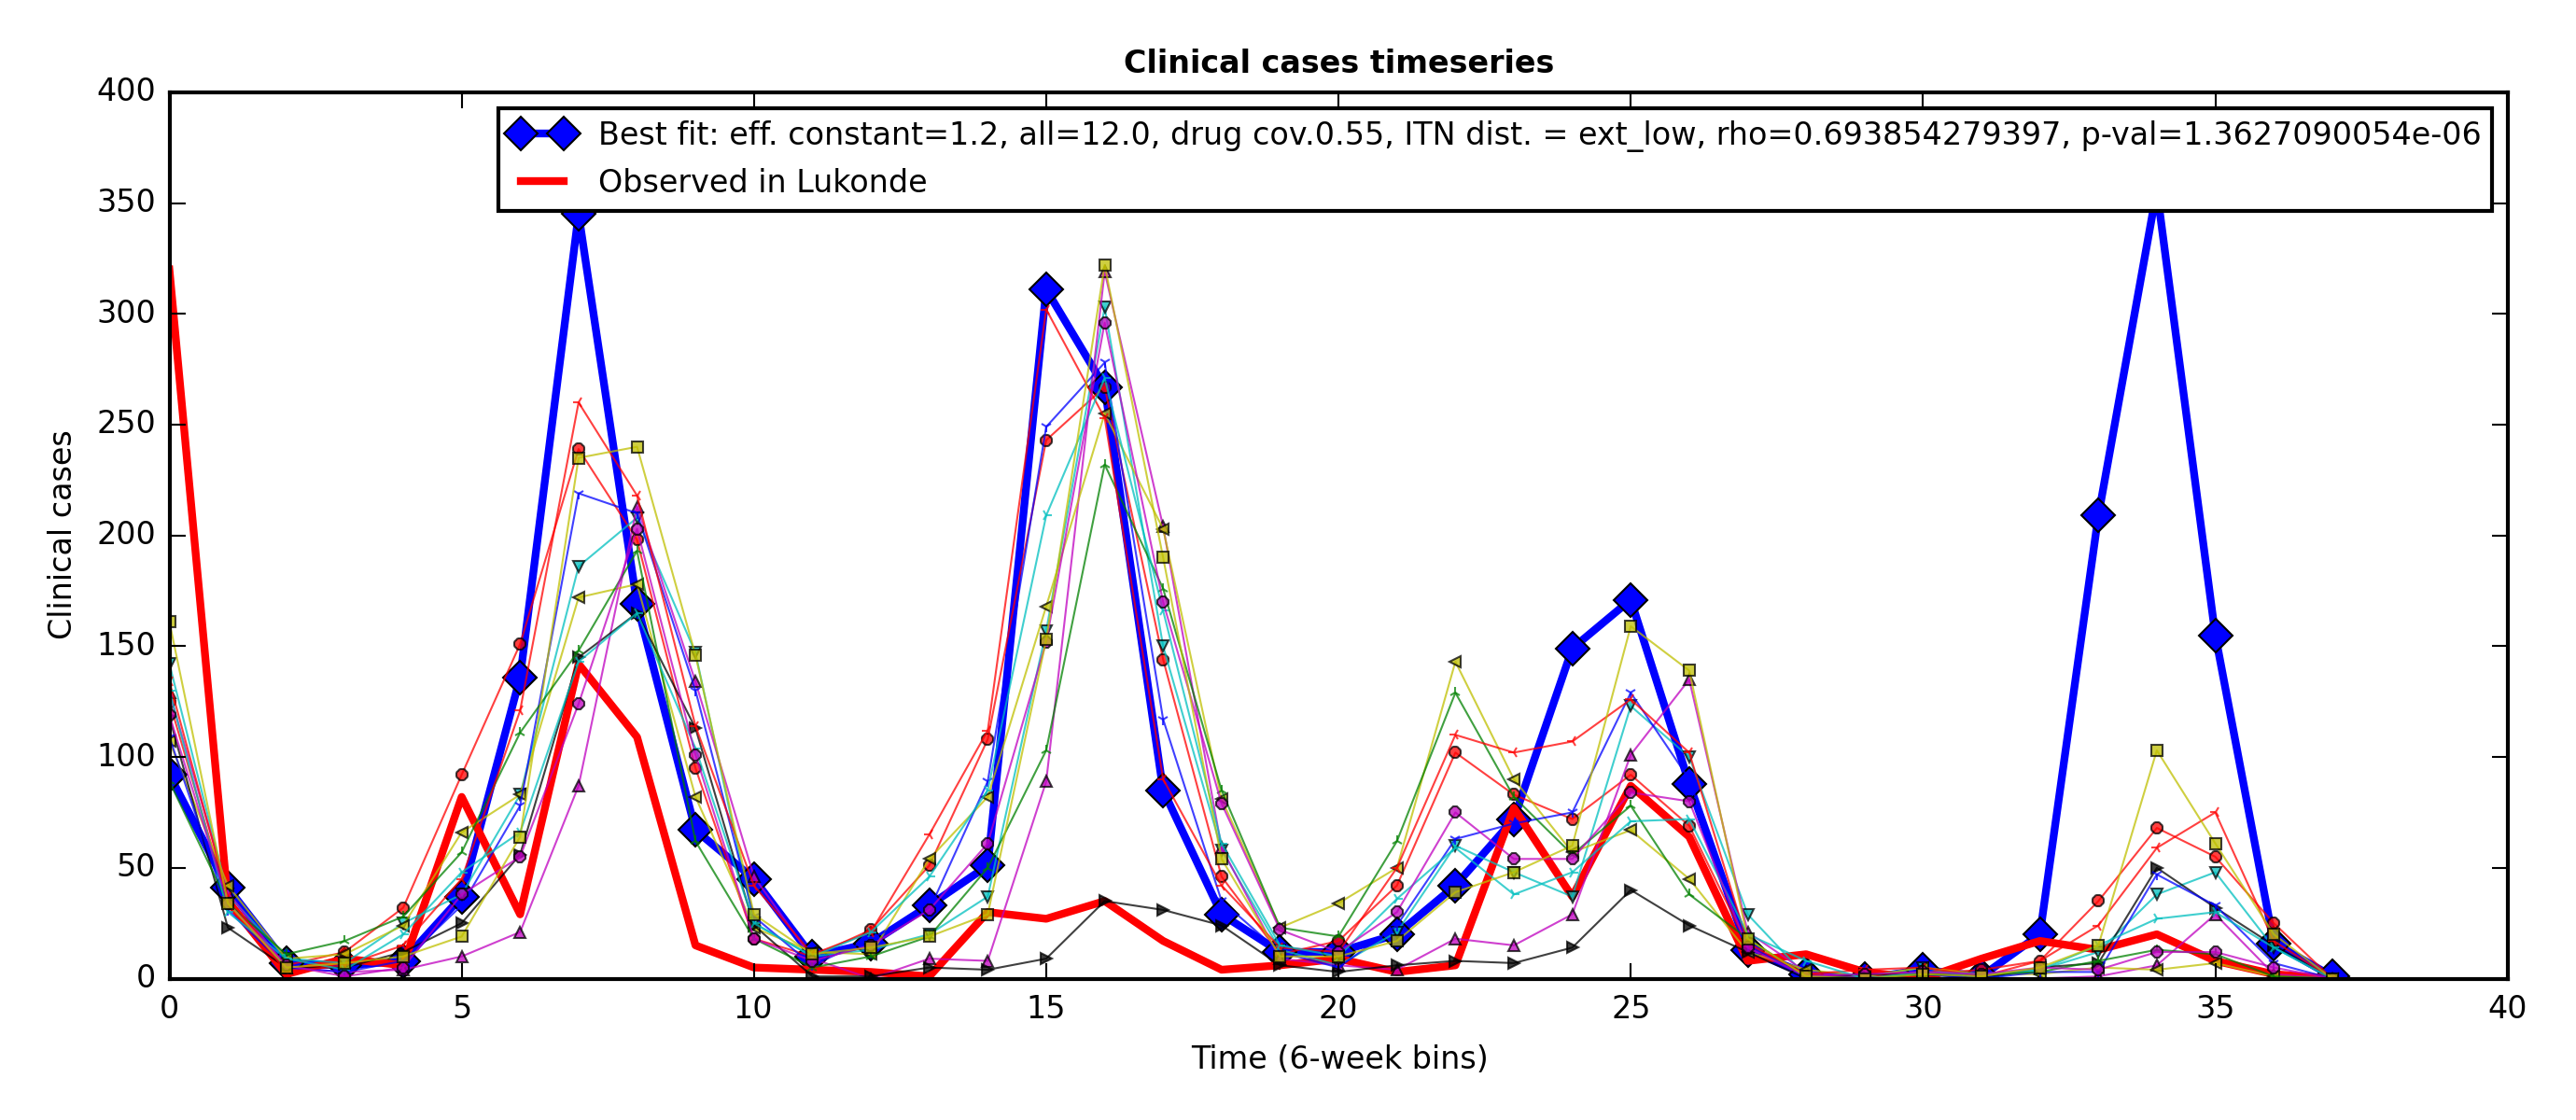 Clinical cases timeseries
Best fit: eff. constant=1.2, all=12.0, drug cov.0.55, ITN dist. = ext_low, rho=0.693854279397, p-val=1.3627090054e-06
Observed in Lukonde
400
350
300
250
200
150
100
50
0
Clinical cases
0 5 10 15 20 25 30 35 40
Time (6-week bins)